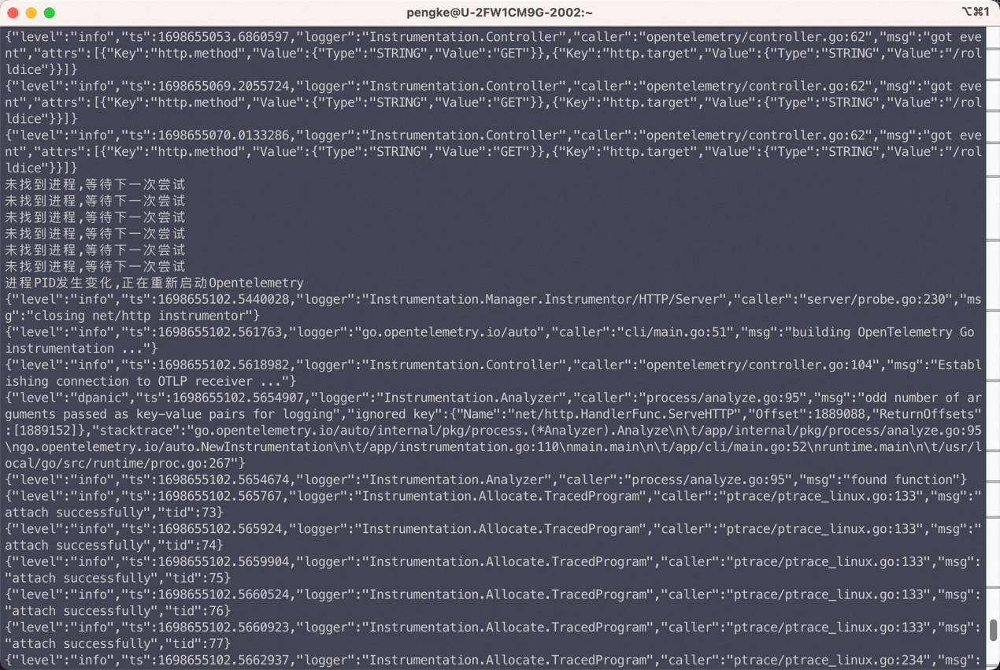 pengke@U-2FW1CM9G-2002:~
⌥⌘1
{"level":"info","ts":1698655053.6860597,"logger":"Instrumentation.Controller","caller":"opentelemetry/controller.go:62","msg":"got eve
nt","attrs":[{"Key":"http.method","Value":{"Type":"STRING","Value":"GET"}},{"Key":"http.target","Value":{"Type":"STRING","Value":"/rol
ldice"}}]}
{"level":"info","ts":1698655069.2055724,"logger":"Instrumentation.Controller","caller":"opentelemetry/controller.go:62","msg":"got eve
nt","attrs":[{"Key":"http.method","Value":{"Type":"STRING","Value":"GET"}},{"Key":"http.target","Value":{"Type":"STRING","Value":"/rol
ldice"}}]}
{"level":"info","ts":1698655070.0133286,"logger":"Instrumentation.Controller","caller":"opentelemetry/controller.go:62","msg":"got eve
nt","attrs":[{"Key":"http.method","Value":{"Type":"STRING","Value":"GET"}},{"Key":"http.target","Value":{"Type":"STRING","Value":"/rol
ldice"}}]}
未找到进程,等待下一次尝试
未找到进程,等待下一次尝试
未找到进程,等待下一次尝试
未找到进程,等待下一次尝试
未找到进程,等待下一次尝试
未找到进程,等待下一次尝试
进程PID发生变化,正在重新启动Opentelemetry
{"level":"info","ts":1698655102.5440028,"logger":"Instrumentation.Manager.Instrumentor/HTTP/Server","caller":"server/probe.go:230","ms
g":"closing net/http instrumentor"}
{"level":"info","ts":1698655102.561763,"logger":"go.opentelemetry.io/auto","caller":"cli/main.go:51","msg":"building OpenTelemetry Go 
instrumentation ..."}
{"level":"info","ts":1698655102.5618982,"logger":"Instrumentation.Controller","caller":"opentelemetry/controller.go:104","msg":"Establ
ishing connection to OTLP receiver ..."}
{"level":"dpanic","ts":1698655102.5654907,"logger":"Instrumentation.Analyzer","caller":"process/analyze.go:95","msg":"odd number of ar
guments passed as key-value pairs for logging","ignored key":{"Name":"net/http.HandlerFunc.ServeHTTP","Offset":1889088,"ReturnOffsets"
:[1889152]},"stacktrace":"go.opentelemetry.io/auto/internal/pkg/process.(*Analyzer).Analyze\n\t/app/internal/pkg/process/analyze.go:95
\ngo.opentelemetry.io/auto.NewInstrumentation\n\t/app/instrumentation.go:110\nmain.main\n\t/app/cli/main.go:52\nruntime.main\n\t/usr/l
ocal/go/src/runtime/proc.go:267"}
{"level":"info","ts":1698655102.5654674,"logger":"Instrumentation.Analyzer","caller":"process/analyze.go:95","msg":"found function"}
{"level":"info","ts":1698655102.565767,"logger":"Instrumentation.Allocate.TracedProgram","caller":"ptrace/ptrace_linux.go:133","msg":"
attach successfully","tid":73}
{"level":"info","ts":1698655102.565924,"logger":"Instrumentation.Allocate.TracedProgram","caller":"ptrace/ptrace_linux.go:133","msg":"
attach successfully","tid":74}
{"level":"info","ts":1698655102.5659904,"logger":"Instrumentation.Allocate.TracedProgram","caller":"ptrace/ptrace_linux.go:133","msg":
"attach successfully","tid":75}
{"level":"info","ts":1698655102.5660524,"logger":"Instrumentation.Allocate.TracedProgram","caller":"ptrace/ptrace_linux.go:133","msg":
"attach successfully","tid":76}
{"level":"info","ts":1698655102.5660923,"logger":"Instrumentation.Allocate.TracedProgram","caller":"ptrace/ptrace_linux.go:133","msg":
"attach successfully","tid":77}
{"level":"info","ts":1698655102.5662937,"logger":"Instrumentation.Allocate.TracedProgram","caller":"ptrace/ptrace_linux.go:234","msg":